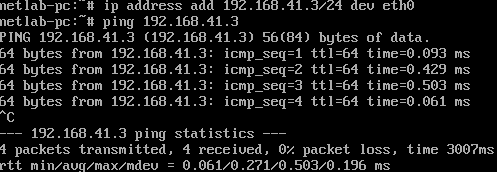 netlab-pc:~# ip address add 192.168.41.3/24 dev eth0
netlab-pc:~# ping 192.168.41.3
PING 192.168.41.3 (192.168.41.3) 56(84) bytes of data.
64 bytes from 192.168.41.3: icmp_seq=1 ttl=64 time=0.093 ms
64 bytes from 192.168.41.3: icmp_seq=2 ttl=64 time=0.429 ms
64 bytes from 192.168.41.3: icmp_seq=3 ttl=64 time=0.503 ms
64 bytes from 192.168.41.3: icmp_seq=4 ttl=64 time=0.061 ms
^C
--- 192.168.41.3 ping statistics ---
4 packets transmitted, 4 received, 0% packet loss, time 3007ms
rtt min/avg/max/mdev = 0.061/0.271/0.503/0.196 ms